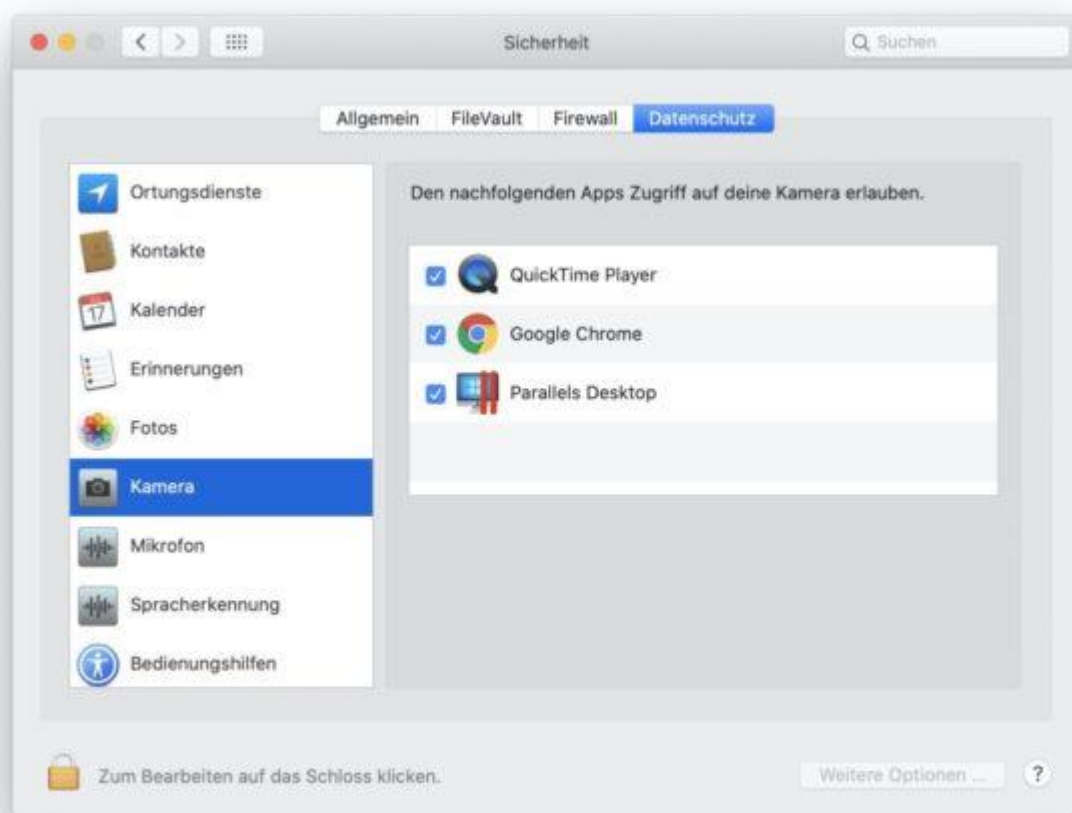 Sicherheit
Suchen
Allgemein FileVault Firewall Datenschutz
Ortungsdienste
Kontakte
17
Kalender
Erinnerungen
Fotos
Kamera
Mikrofon
Spracherkennung
Bedienungshilfen
Den nachfolgenden Apps Zugriff auf deine Kamera erlauben.
QuickTime Player
Google Chrome
Parallels Desktop
Zum Bearbeiten auf das Schloss klicken.
Weitere Optionen ...
?